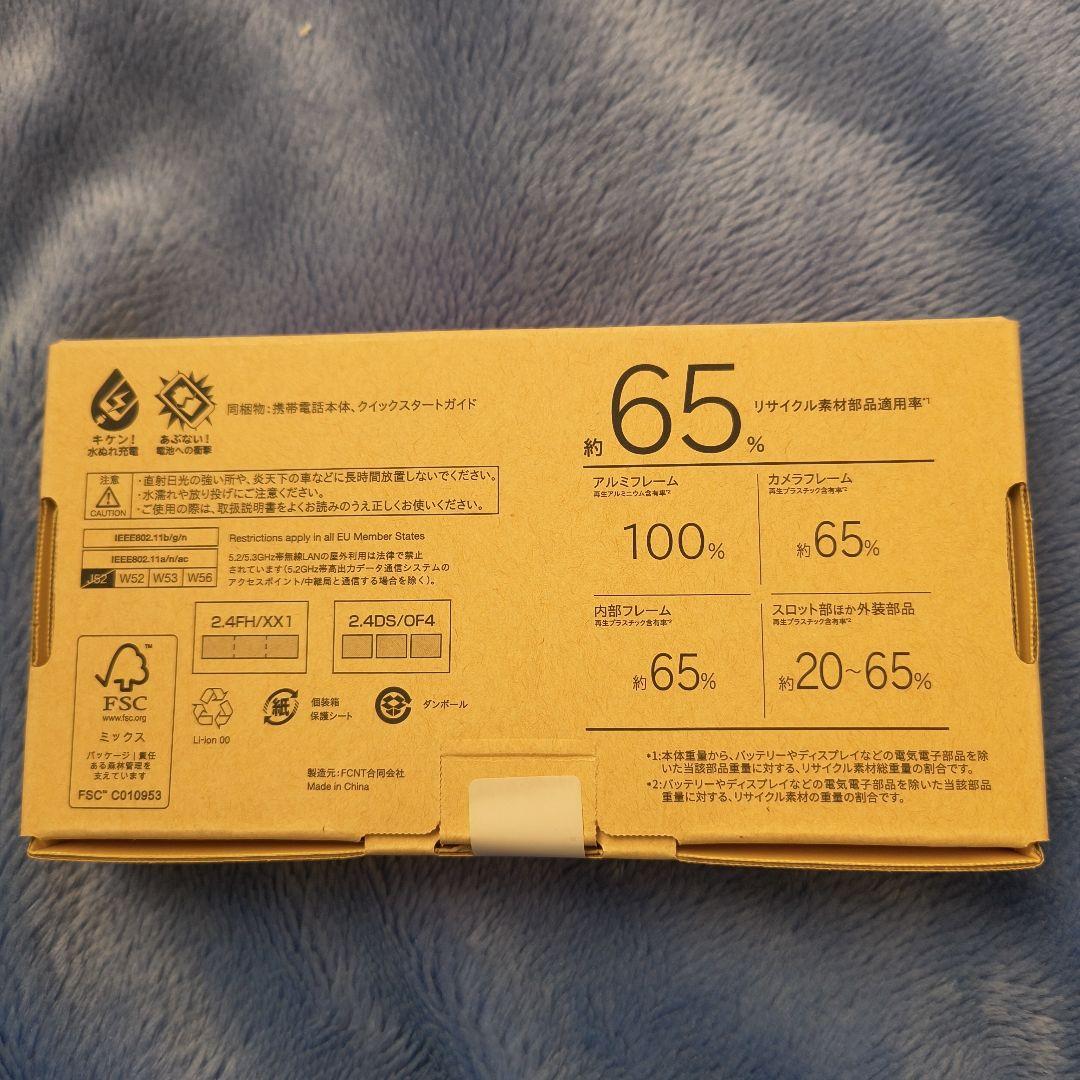 キケン!
水ぬれ充電
あぶない!
電池への衝撃
同梱物:携帯電話本体、クイックスタートガイド
注意
CAUTION
・直射日光の強い所や、炎天下の車などに長時間放置しないでください。
・水濡れや放り投げにご注意ください。
・ご使用の際は、取扱説明書をよくお読みのうえ正しくお使いください。
IEEE802.11b/g/n
IEEE802.11a/n/ac
J52 W52 W53 W56
Restrictions apply in all EU Member States
5.2/5.3GHz帯無線LANの屋外利用は法律で禁止
されています(5.2GHz帯高出力データ通信システムの
アクセスポイント/中継局と通信する場合を除く)。
2.4FH/XX1
2.4DS/OF4
FSC
www.fsc.org
ミックス
パッケージ|責任
ある森林管理を
支えています
FSC™ C010953
Li-ion 00
紙
個装箱
保護シート
ダンボール
製造元:FCNT合同会社
Made in China
約65% リサイクル素材部品適用率*1
アルミフレーム
再生アルミニウム含有率*2
100%
カメラフレーム
再生プラスチック含有率*2
約65%
内部フレーム
再生プラスチック含有率*2
約65%
スロット部ほか外装部品
再生プラスチック含有率*2
約20~65%
*1:本体重量から、バッテリーやディスプレイなどの電気電子部品を除
いた当該部品重量に対する、リサイクル素材総重量の割合です。
*2:バッテリーやディスプレイなどの電気電子部品を除いた当該部品
重量に対する、リサイクル素材の重量の割合です。